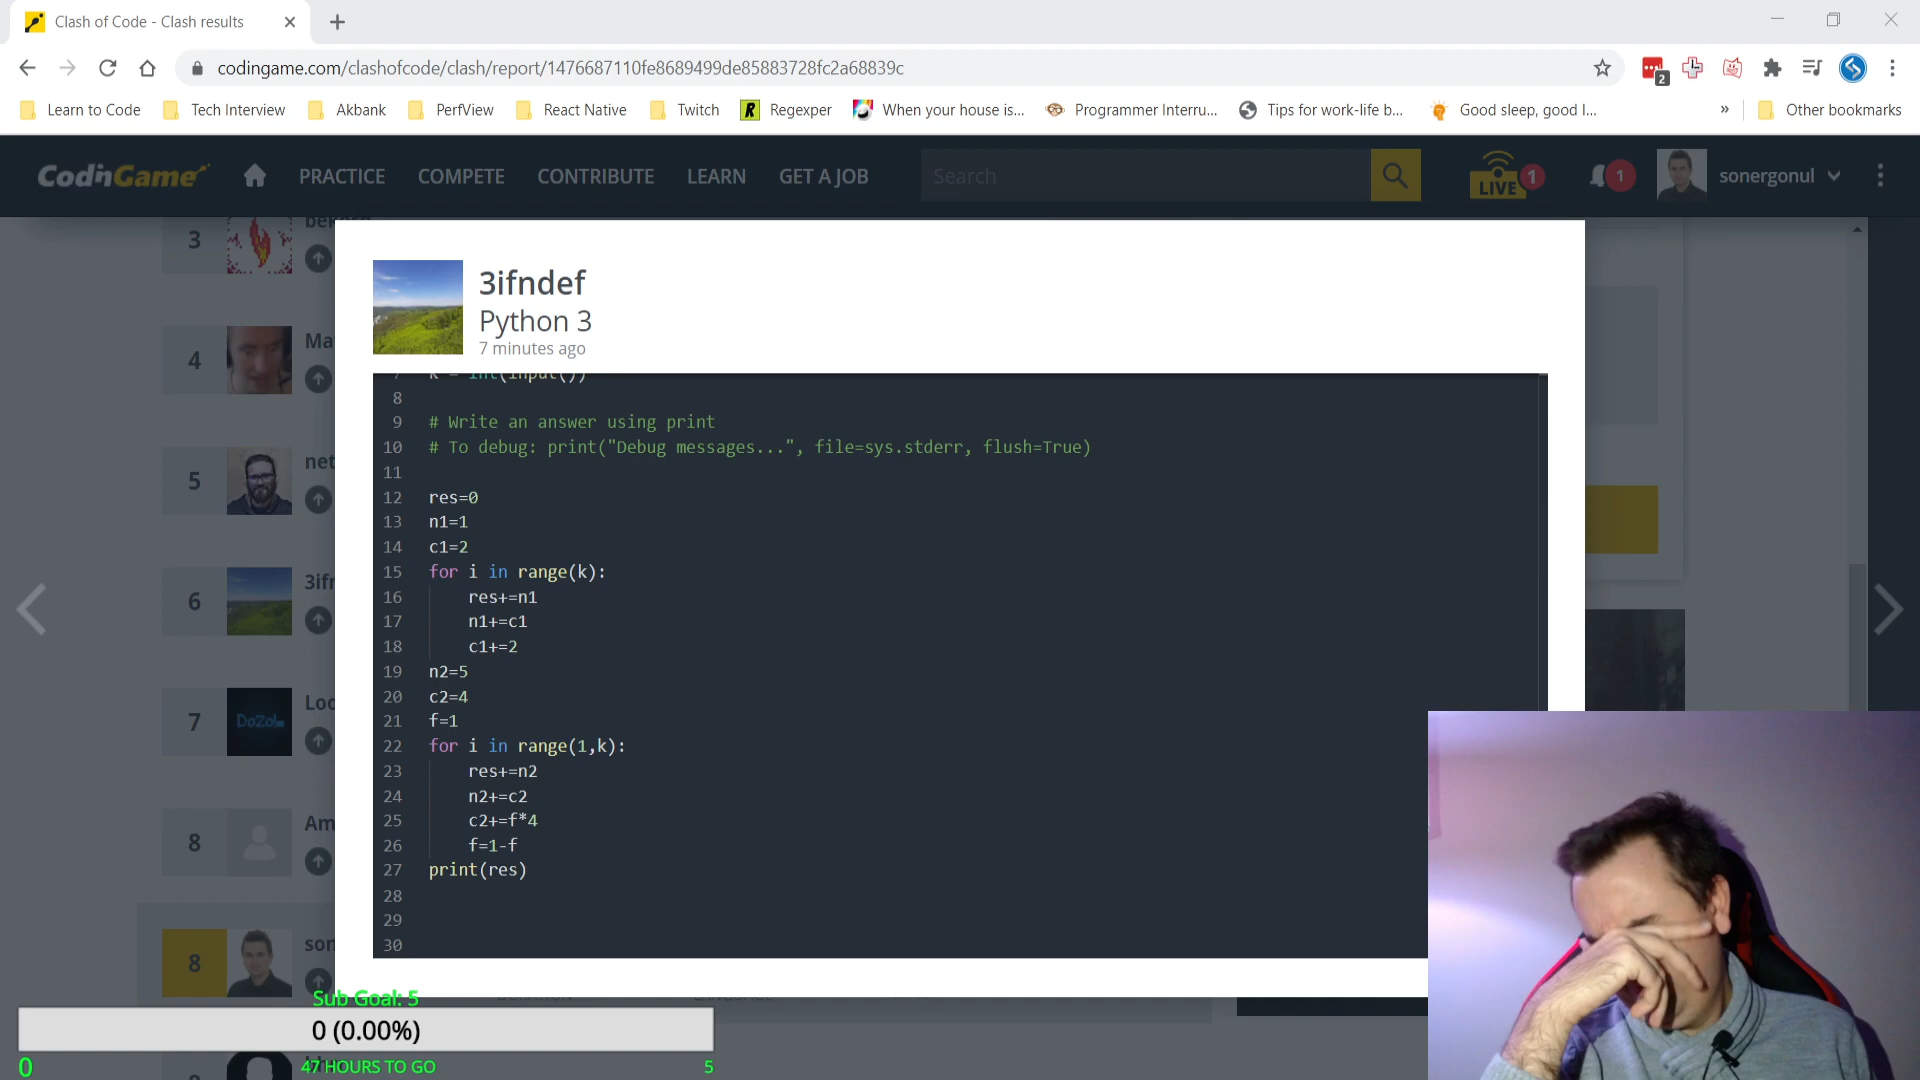 Clash of Code - Clash results
codingame.com/clashofcode/clash/report/1476687110fe8689499de85883728fc2a68839c
2
Learn to Code Tech Interview Akbank PerfView React Native Twitch R Regexper When your house is... Programmer Interru... Tips for work-life b... Good sleep, good l... » Other bookmarks
CodinGame PRACTICE COMPETE CONTRIBUTE LEARN GET A JOB Search LIVE 1 1 sonergonul
3
4 Ma
5 net
6 3ifr
7 DoZo!. Loc
8 Am
8 son
3ifndef
Python 3
7 minutes ago
7 k = int(input())
8
9 # Write an answer using print
10 # To debug: print("Debug messages...", file=sys.stderr, flush=True)
11
12 res=0
13 n1=1
14 c1=2
15 for i in range(k):
16 res+=n1
17 n1+=c1
18 c1+=2
19 n2=5
20 c2=4
21 f=1
22 for i in range(1,k):
23 res+=n2
24 n2+=c2
25 c2+=f*4
26 f=1-f
27 print(res)
28
29
30
Sub Goal: 5
0 (0.00%)
0 47 HOURS TO GO 5